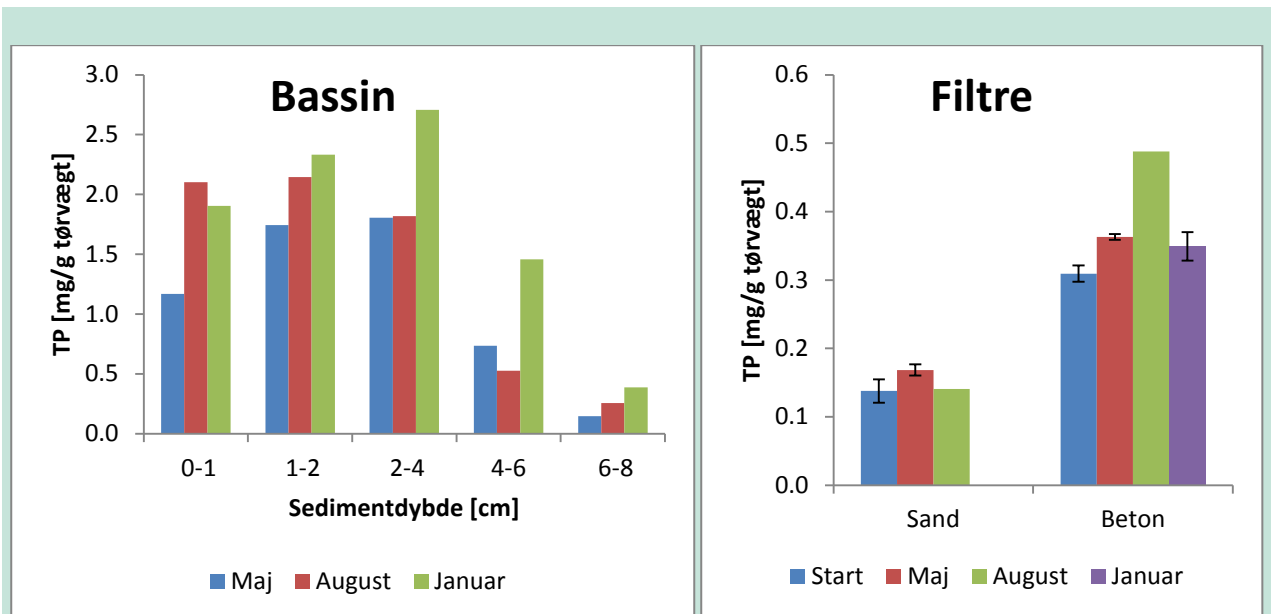 Bassin
TP [mg/g tørvægt]
3.0
2.5
2.0
1.5
1.0
0.5
0.0
0-1 1-2 2-4 4-6 6-8
Sedimentdybde [cm]
Maj August Januar
Filtre
TP [mg/g tørvægt]
0.6
0.5
0.4
0.3
0.2
0.1
0.0
Sand Beton
Start Maj August Januar